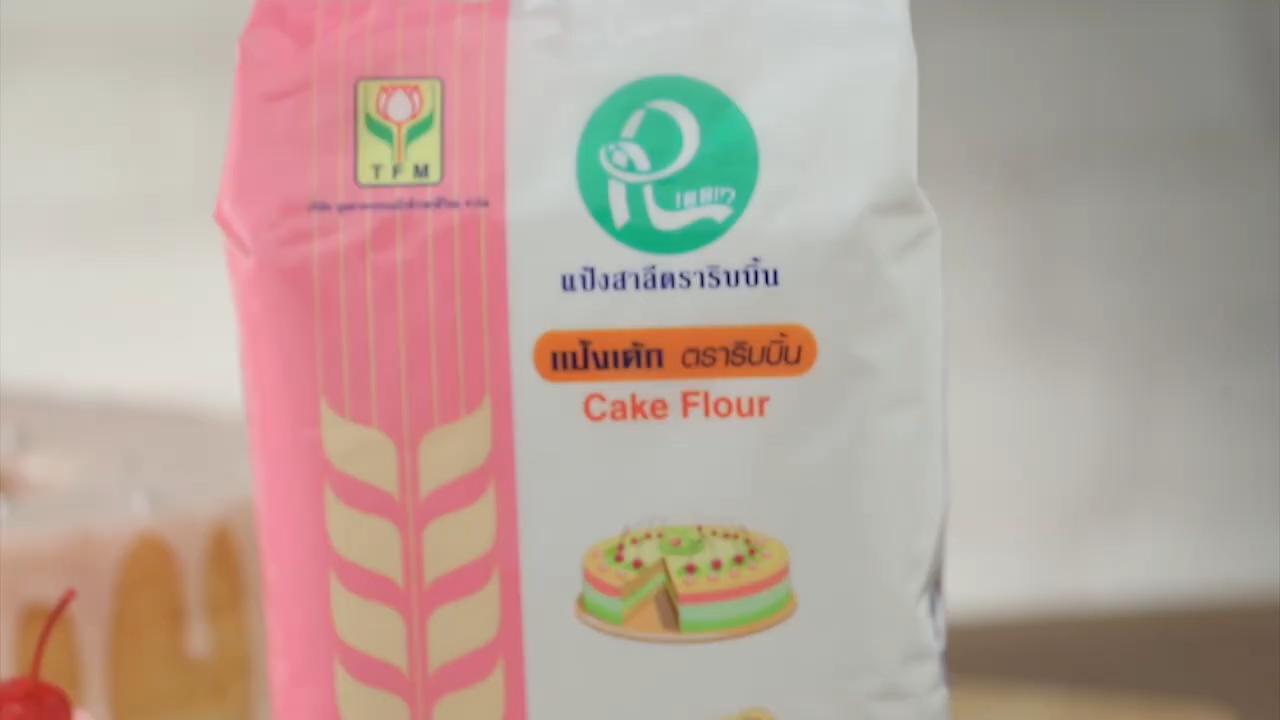 TFM
Ribbin
แป้งสาลีตราริบบิ้น
แป้งเค้ก ตราริบบิ้น
Cake Flour